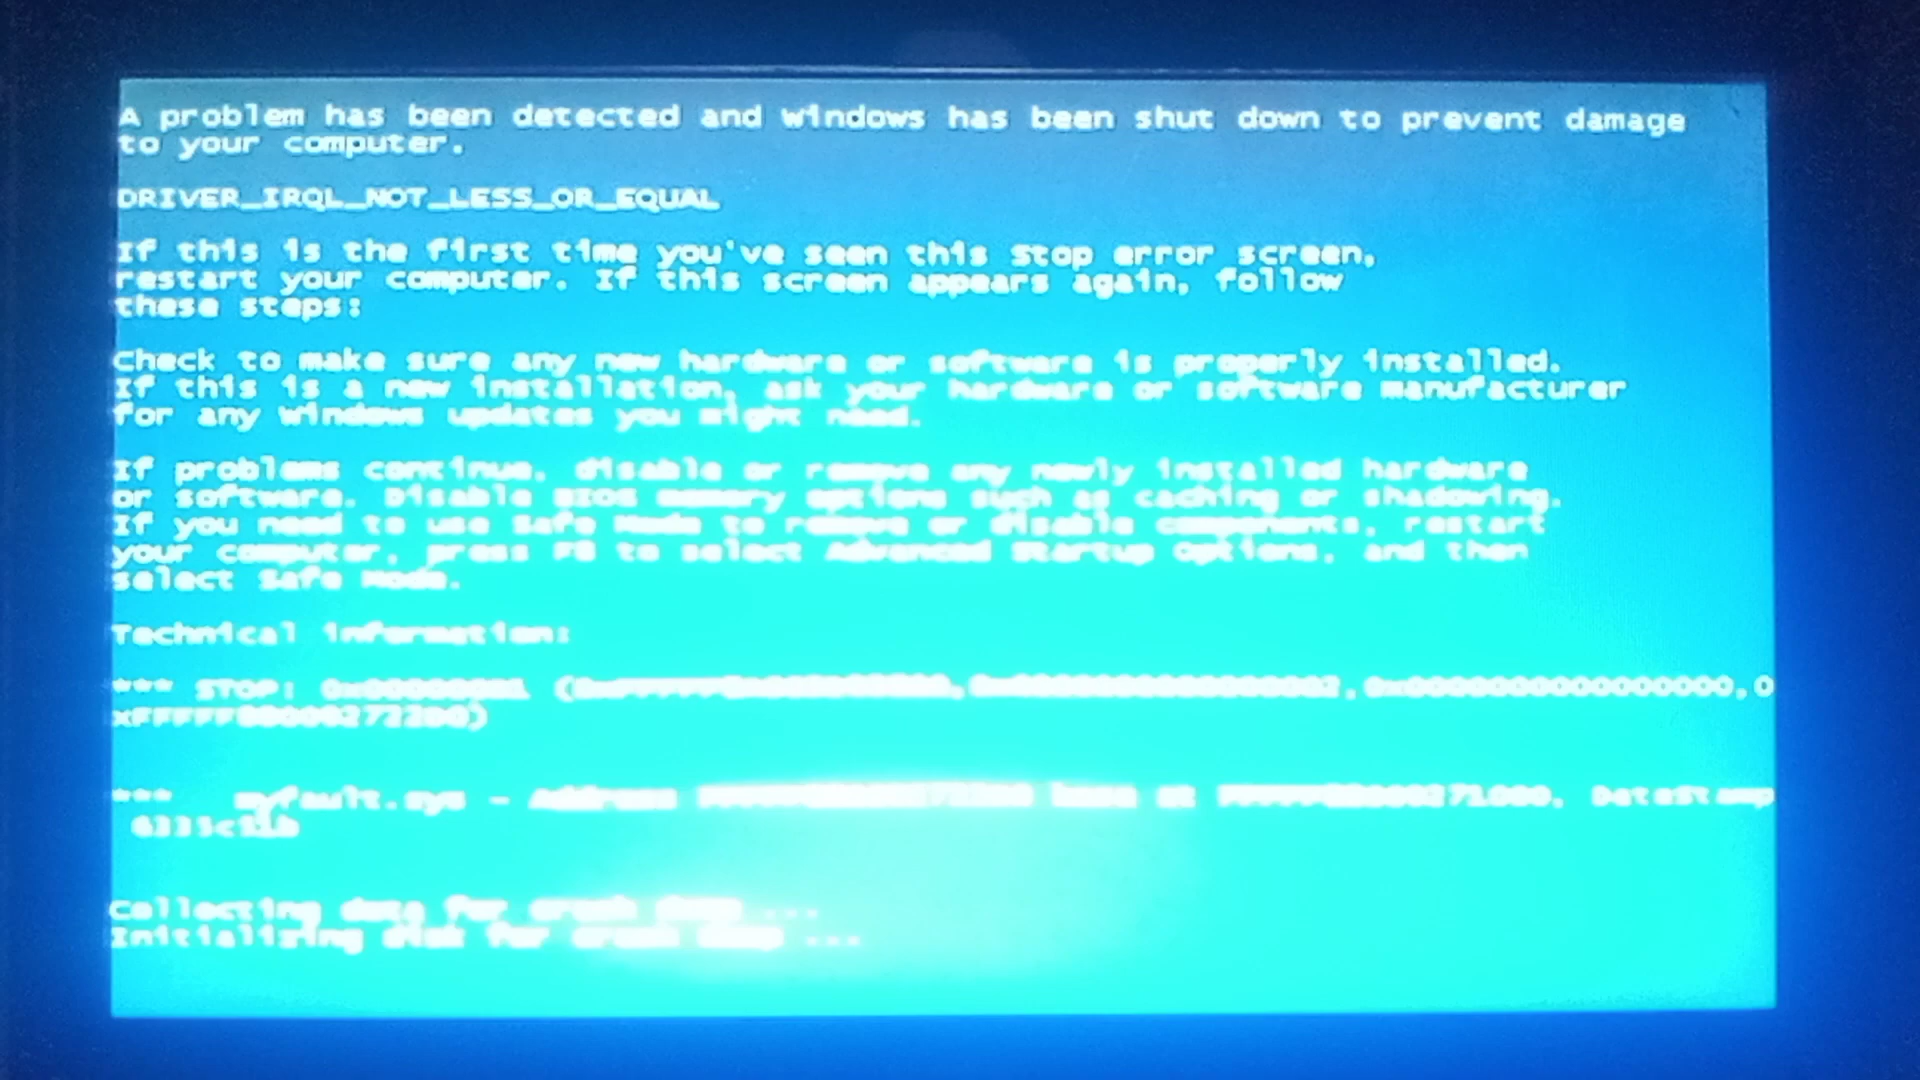 A problem has been detected and windows has been shut down to prevent damage
to your computer.
DRIVER_IRQL_NOT_LESS_OR_EQUAL
If this is the first time you've seen this Stop error screen,
restart your computer. If this screen appears again, follow
these steps:
Check to make sure any new hardware or software is properly installed.
If this is a new installation, ask your hardware or software manufacturer
for any windows updates you might need.
If problems continue, disable or remove any newly installed hardware
or software. Disable BIOS memory options such as caching or shadowing.
If you need to use Safe Mode to remove or disable components, restart
your computer, press F8 to select Advanced Startup Options, and then
select Safe Mode.
Technical information:
*** STOP:
*** myfault.sys - Address base at DateStamp
Collecting data for crash dump ...
Initializing disk for crash dump ...